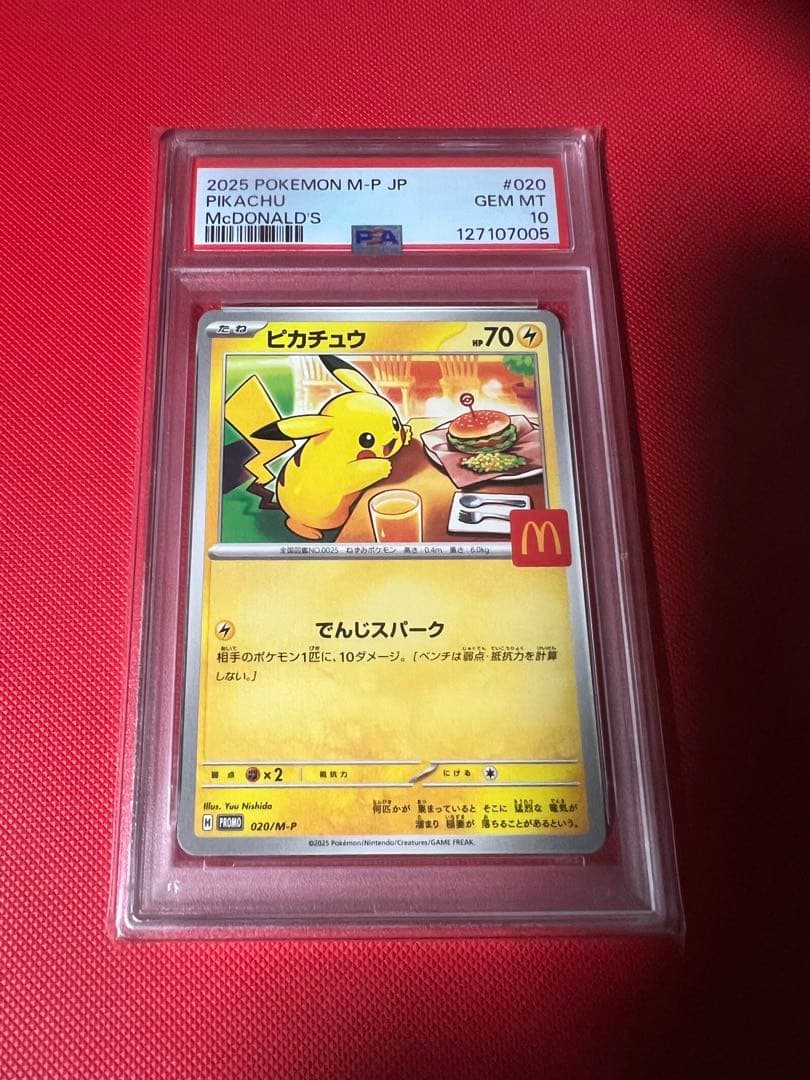 2025 POKEMON M-P JP #020
PIKACHU GEM MT
McDONALD'S 10
PSA 127107005
たね ピカチュウ HP70
全国図鑑NO.0025 ねずみポケモン 高さ:0.4m 重さ:6.0kg
M
でんじスパーク
相手のポケモン1匹に、10ダメージ。[ベンチは弱点・抵抗力を計算
しない。]
弱点 ×2 抵抗力 にげる
Illus. Yuu Nishida
何匹かが 集まっていると そこに 猛烈な 電気が
溜まり 稲妻が 落ちることがあるという。
H PROMO 020/M-P
©2025 Pokémon/Nintendo/Creatures/GAME FREAK.